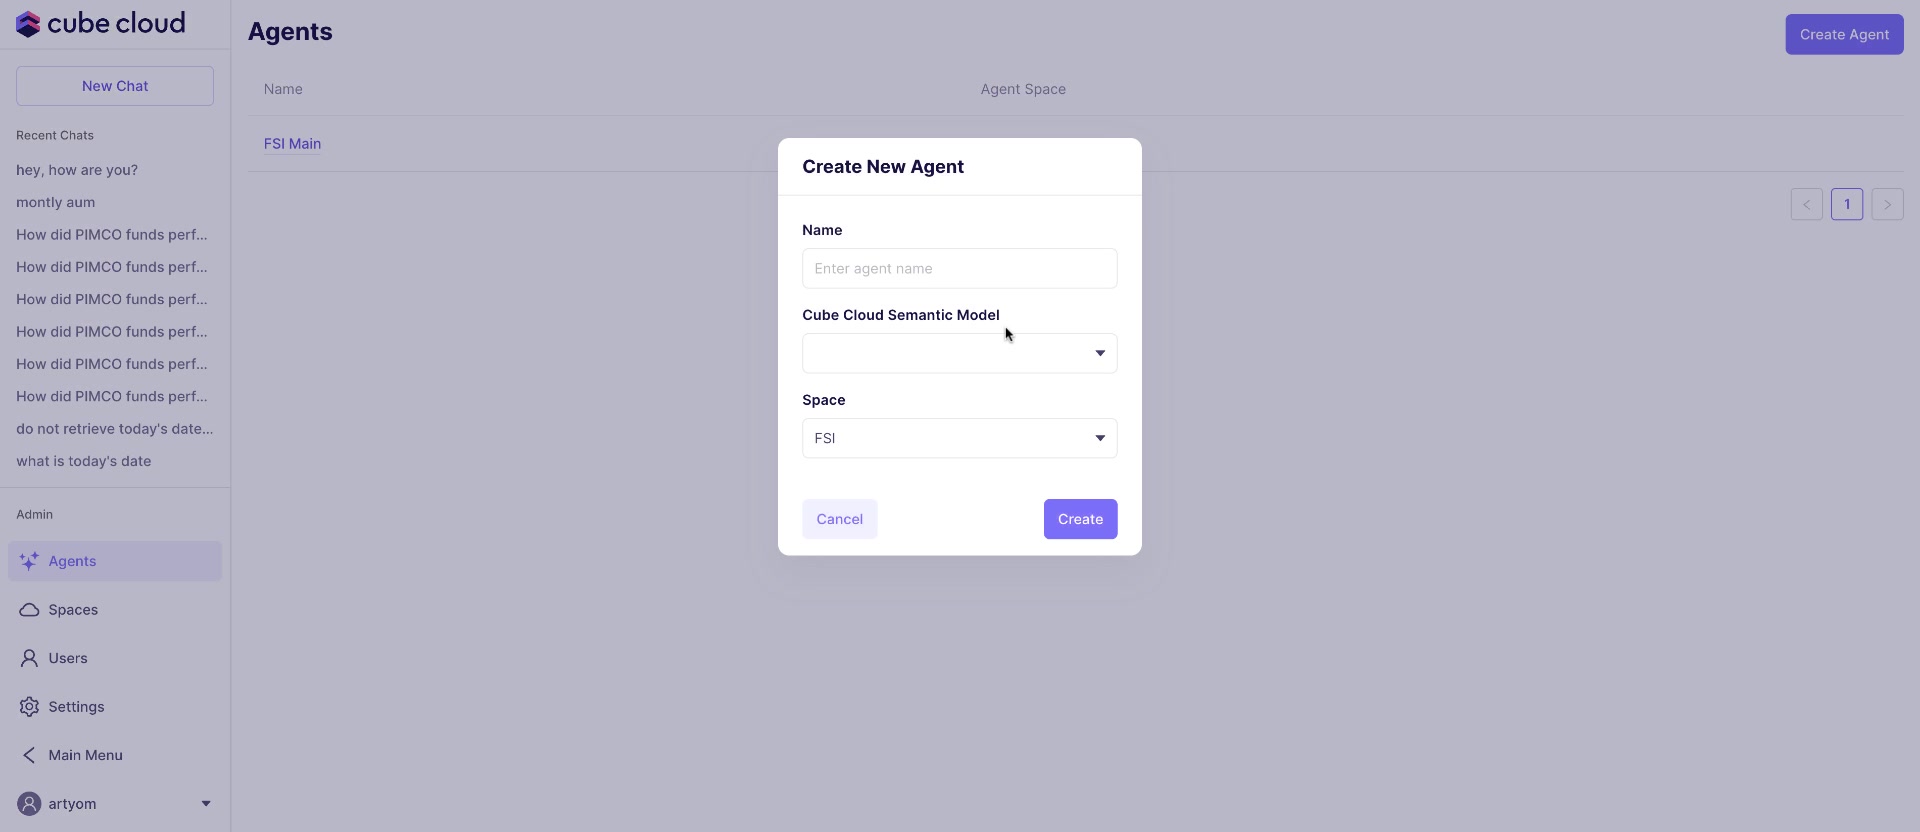 cube cloud
New Chat
Recent Chats
hey, how are you?
montly aum
How did PIMCO funds perf...
How did PIMCO funds perf...
How did PIMCO funds perf...
How did PIMCO funds perf...
How did PIMCO funds perf...
How did PIMCO funds perf...
do not retrieve today's date...
what is today's date
Admin
Agents
Spaces
Users
Settings
Main Menu
artyom
Agents
Create Agent
Name
Agent Space
FSI Main
< 1 >
Create New Agent
Name
Enter agent name
Cube Cloud Semantic Model
Space
FSI
Cancel
Create